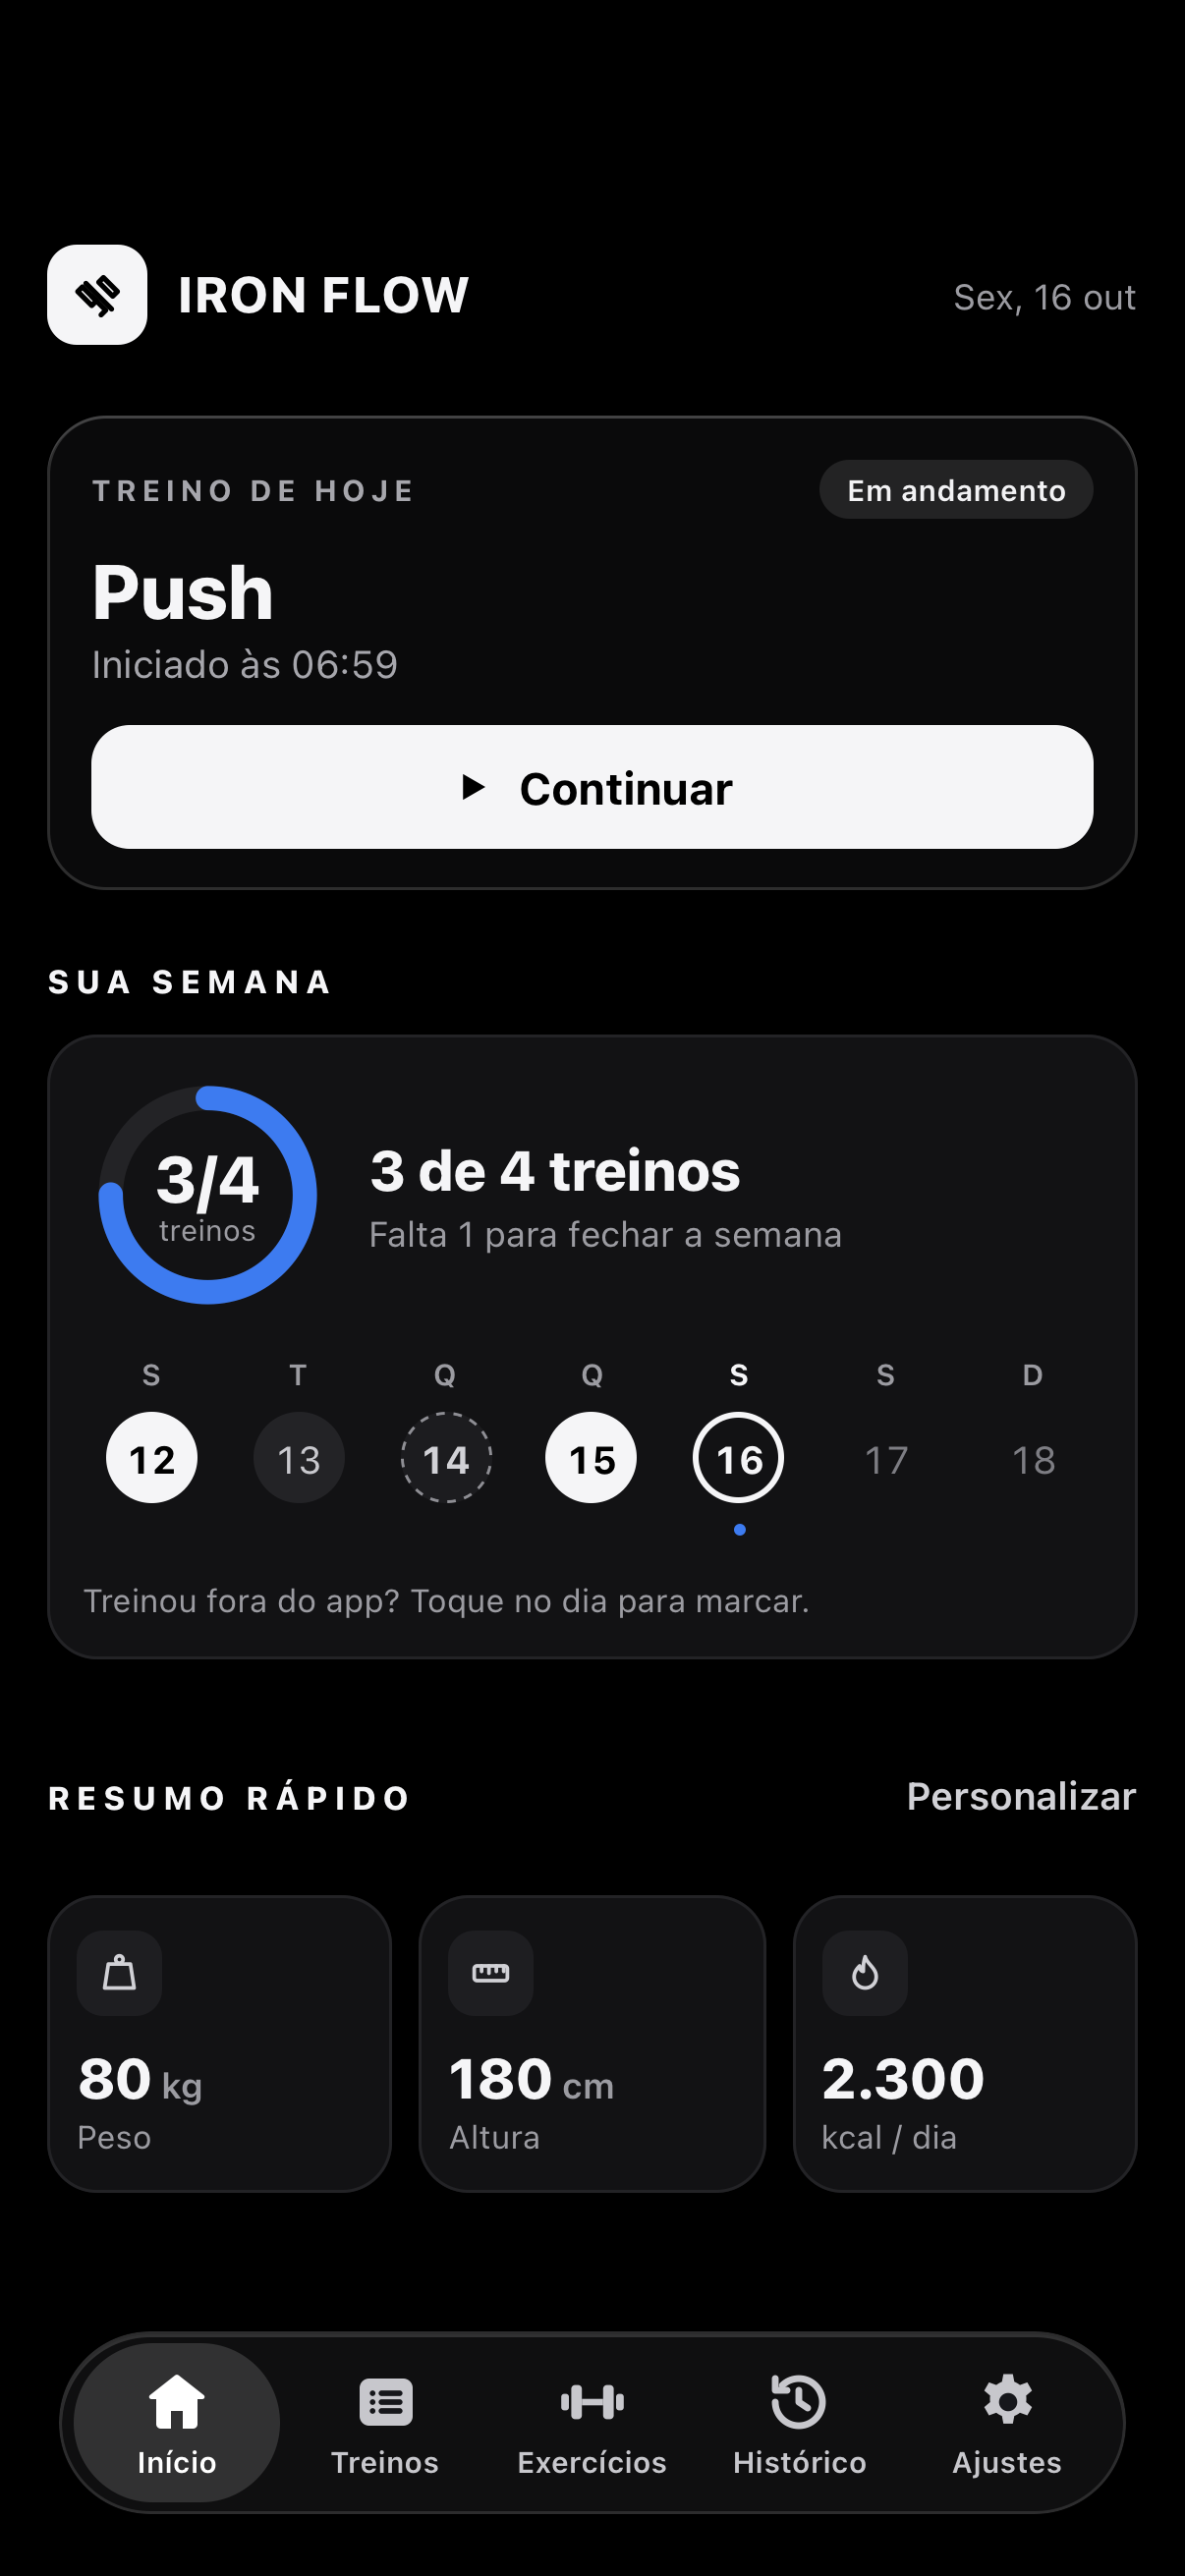 IRON FLOW
Sex, 16 out
TREINO DE HOJE
Em andamento
Push
Iniciado às 06:59
Continuar
SUA SEMANA
3/4
treinos
3 de 4 treinos
Falta 1 para fechar a semana
S T Q Q S S D
12 13 14 15 16 17 18
Treinou fora do app? Toque no dia para marcar.
RESUMO RÁPIDO
Personalizar
80 kg
Peso
180 cm
Altura
2.300
kcal / dia
Início Treinos Exercícios Histórico Ajustes